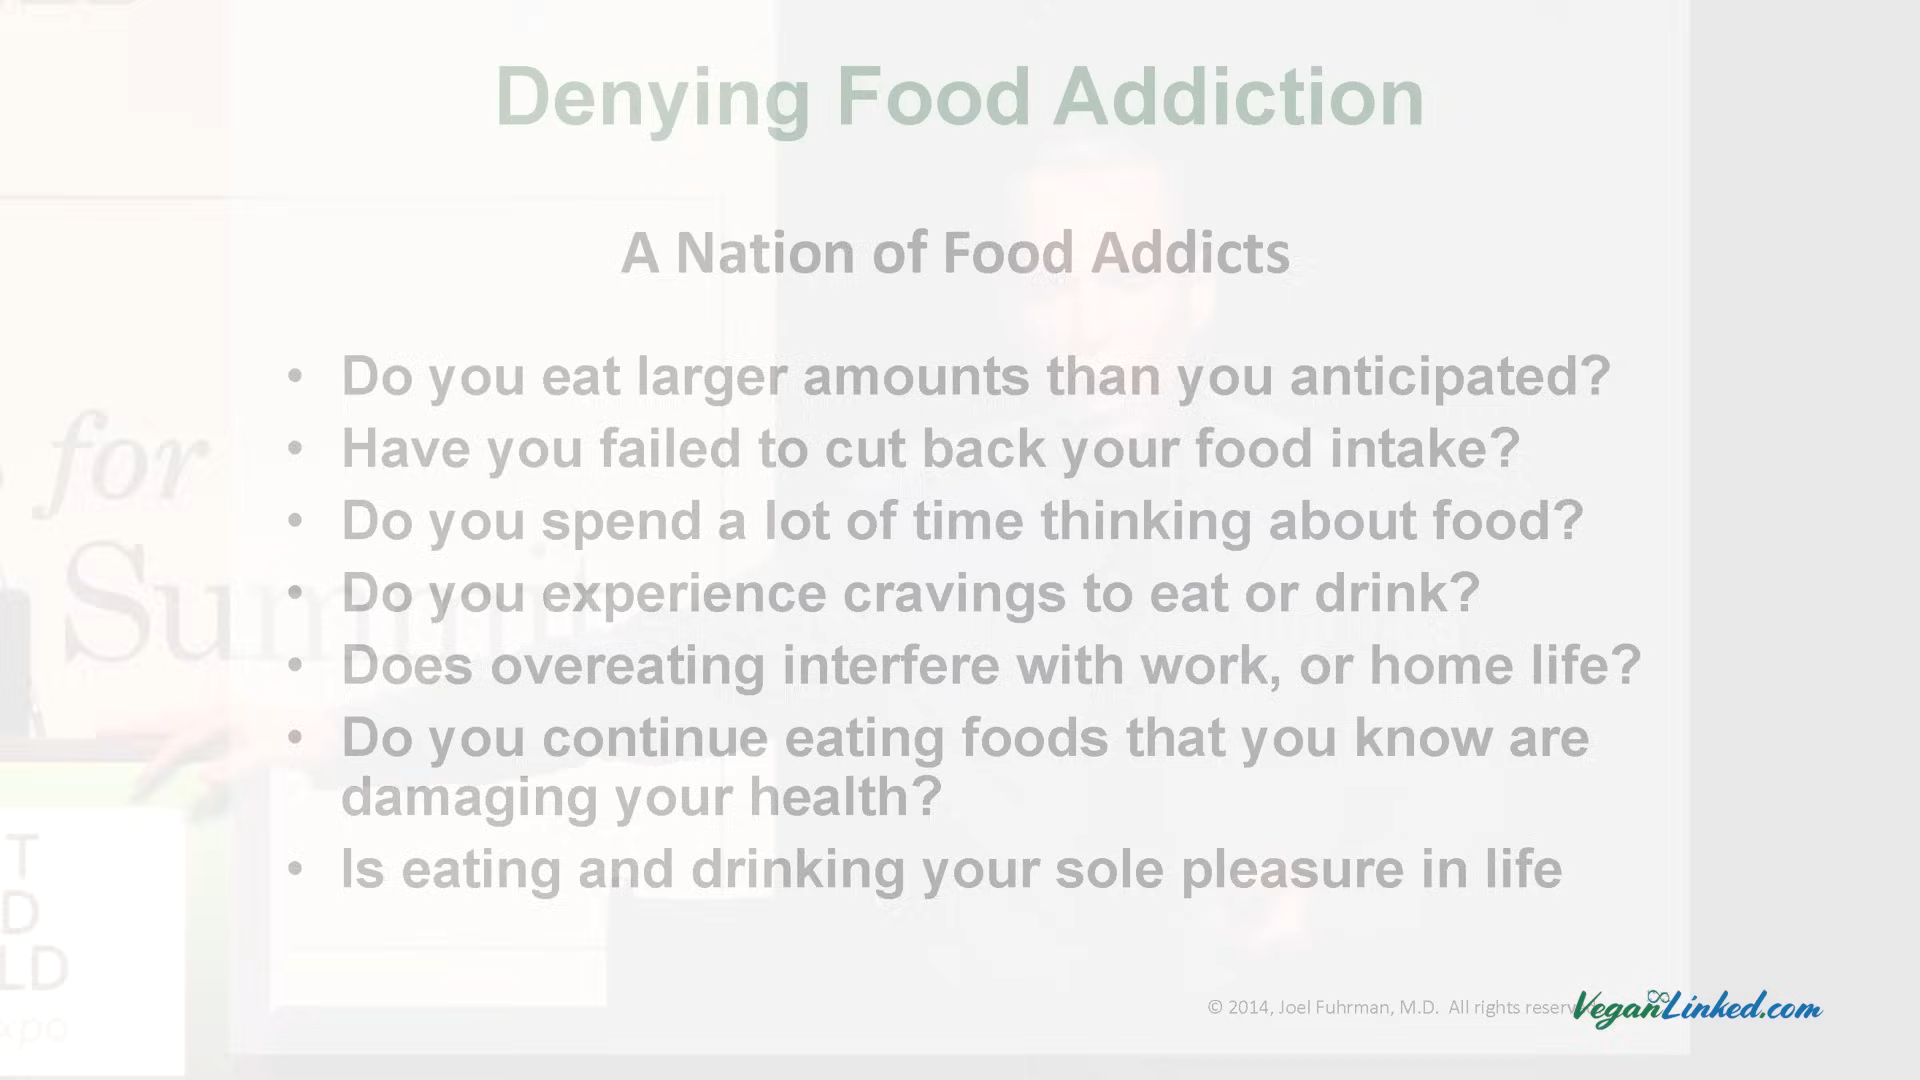 Denying Food Addiction
A Nation of Food Addicts
• Do you eat larger amounts than you anticipated?
• Have you failed to cut back your food intake?
• Do you spend a lot of time thinking about food?
• Do you experience cravings to eat or drink?
• Does overeating interfere with work, or home life?
• Do you continue eating foods that you know are
damaging your health?
• Is eating and drinking your sole pleasure in life
for
Summit
T
D
LD
xpo
© 2014, Joel Fuhrman, M.D. All rights reserv
VeganLinked.com